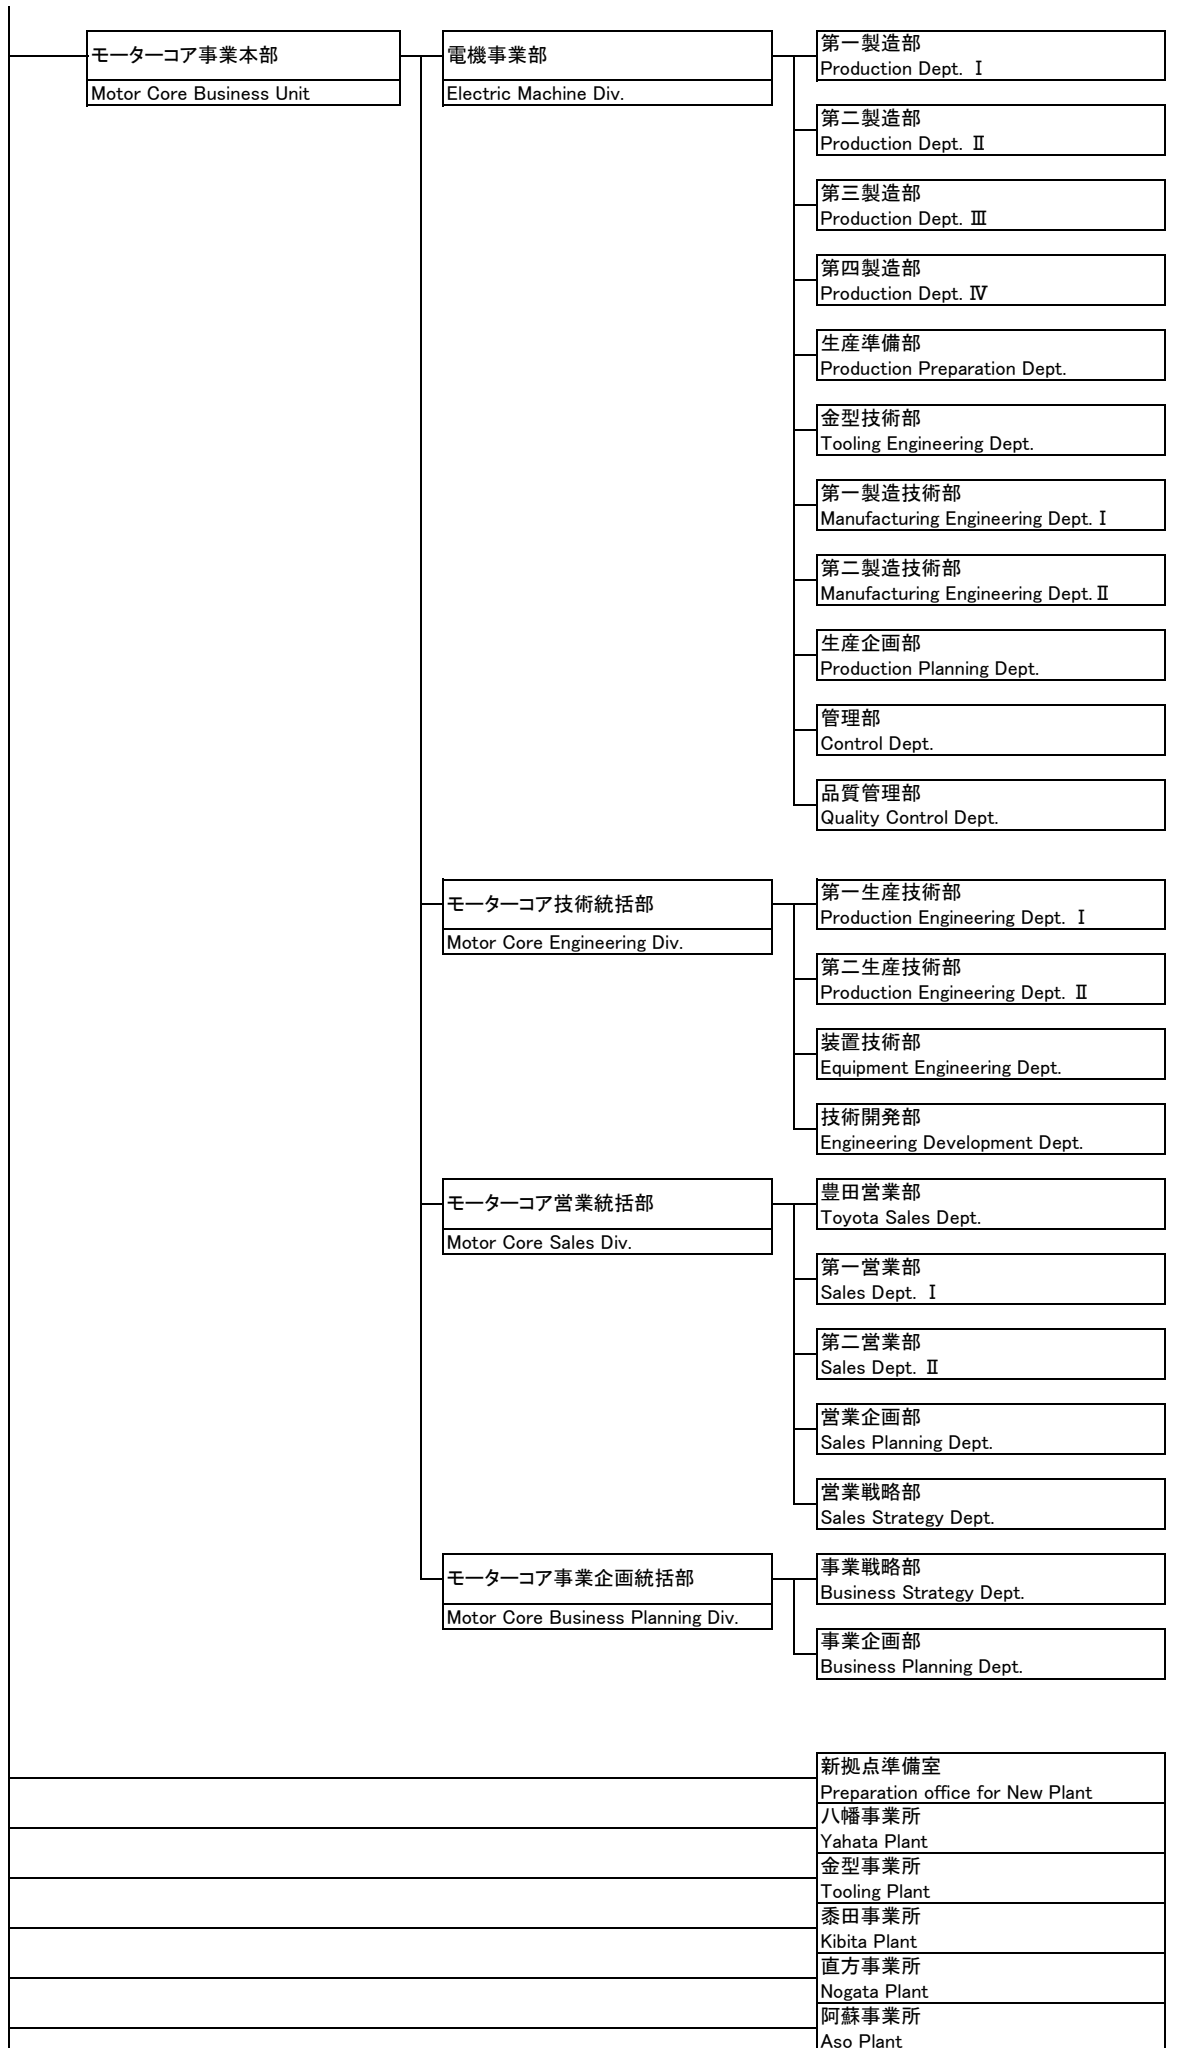 モーターコア事業本部
Motor Core Business Unit
電機事業部
Electric Machine Div.
第一製造部
Production Dept. Ⅰ
第二製造部
Production Dept. Ⅱ
第三製造部
Production Dept. Ⅲ
第四製造部
Production Dept. Ⅳ
生産準備部
Production Preparation Dept.
金型技術部
Tooling Engineering Dept.
第一製造技術部
Manufacturing Engineering Dept. Ⅰ
第二製造技術部
Manufacturing Engineering Dept. Ⅱ
生産企画部
Production Planning Dept.
管理部
Control Dept.
品質管理部
Quality Control Dept.
モーターコア技術統括部
Motor Core Engineering Div.
第一生産技術部
Production Engineering Dept. Ⅰ
第二生産技術部
Production Engineering Dept. Ⅱ
装置技術部
Equipment Engineering Dept.
技術開発部
Engineering Development Dept.
モーターコア営業統括部
Motor Core Sales Div.
豊田営業部
Toyota Sales Dept.
第一営業部
Sales Dept. Ⅰ
第二営業部
Sales Dept. Ⅱ
営業企画部
Sales Planning Dept.
営業戦略部
Sales Strategy Dept.
モーターコア事業企画統括部
Motor Core Business Planning Div.
事業戦略部
Business Strategy Dept.
事業企画部
Business Planning Dept.
新拠点準備室
Preparation office for New Plant
八幡事業所
Yahata Plant
金型事業所
Tooling Plant
黍田事業所
Kibita Plant
直方事業所
Nogata Plant
阿蘇事業所
Aso Plant